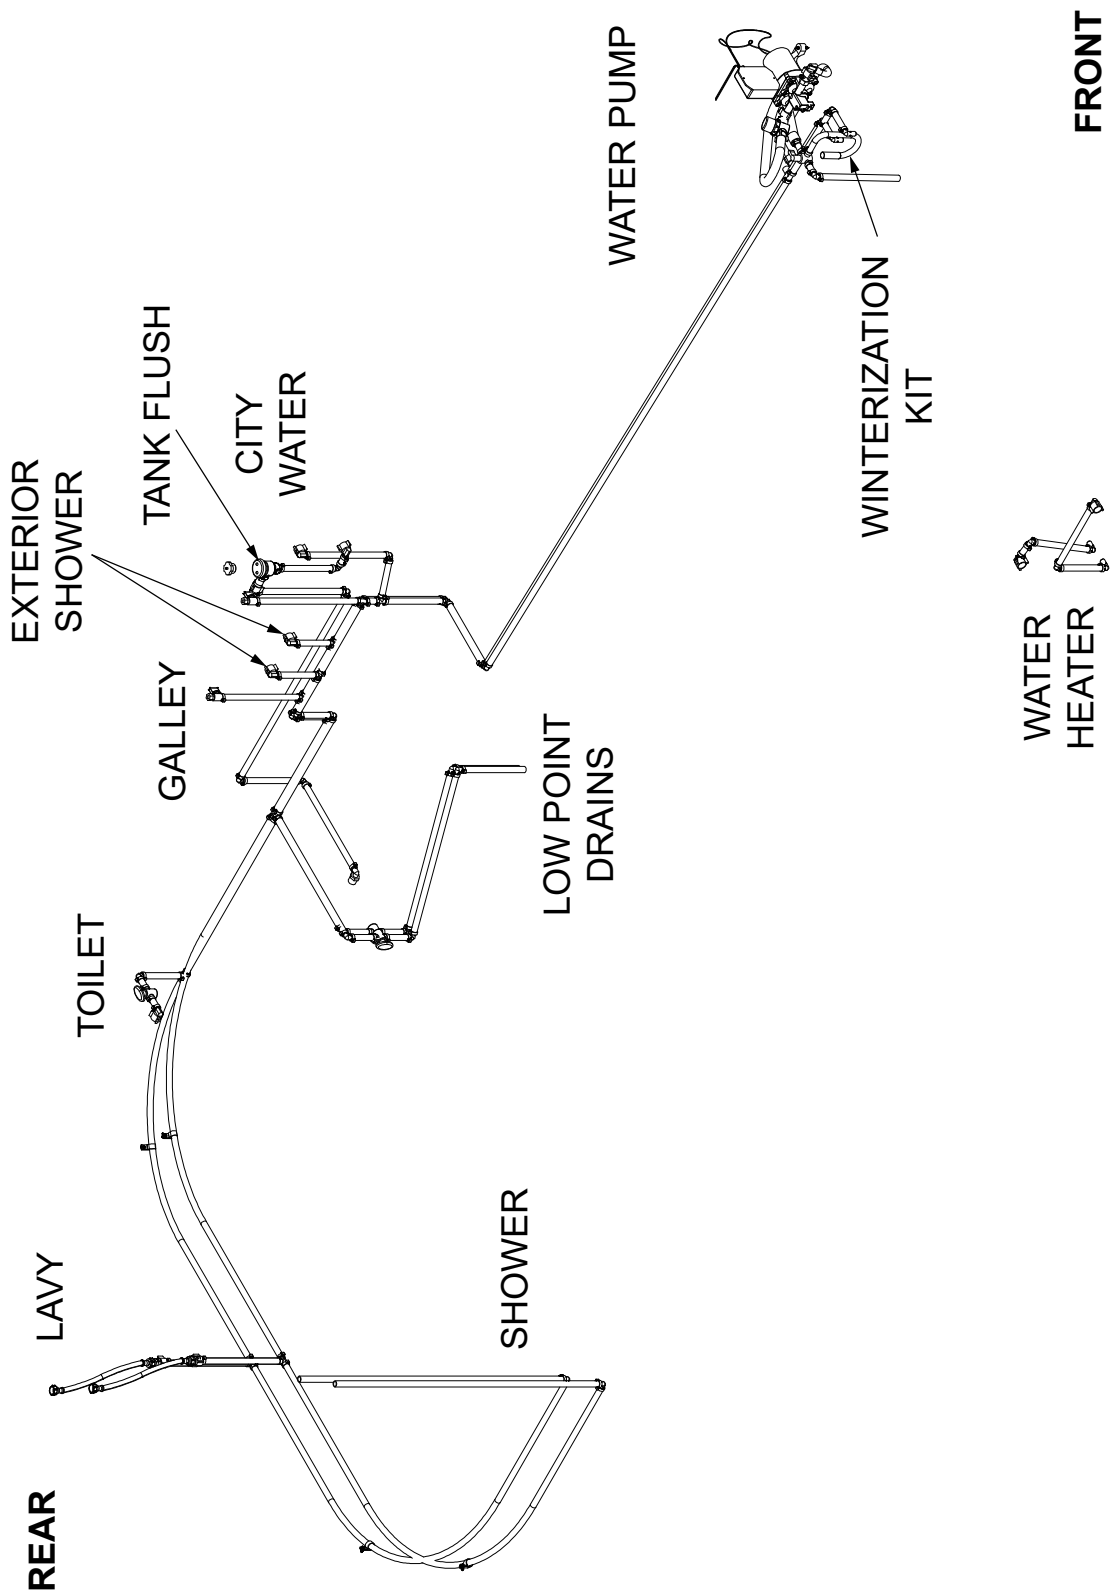 REAR
LAVY
TOILET
GALLEY
EXTERIOR
SHOWER
TANK FLUSH
CITY
WATER
WATER PUMP
SHOWER
LOW POINT
DRAINS
WINTERIZATION
KIT
WATER
HEATER
FRONT